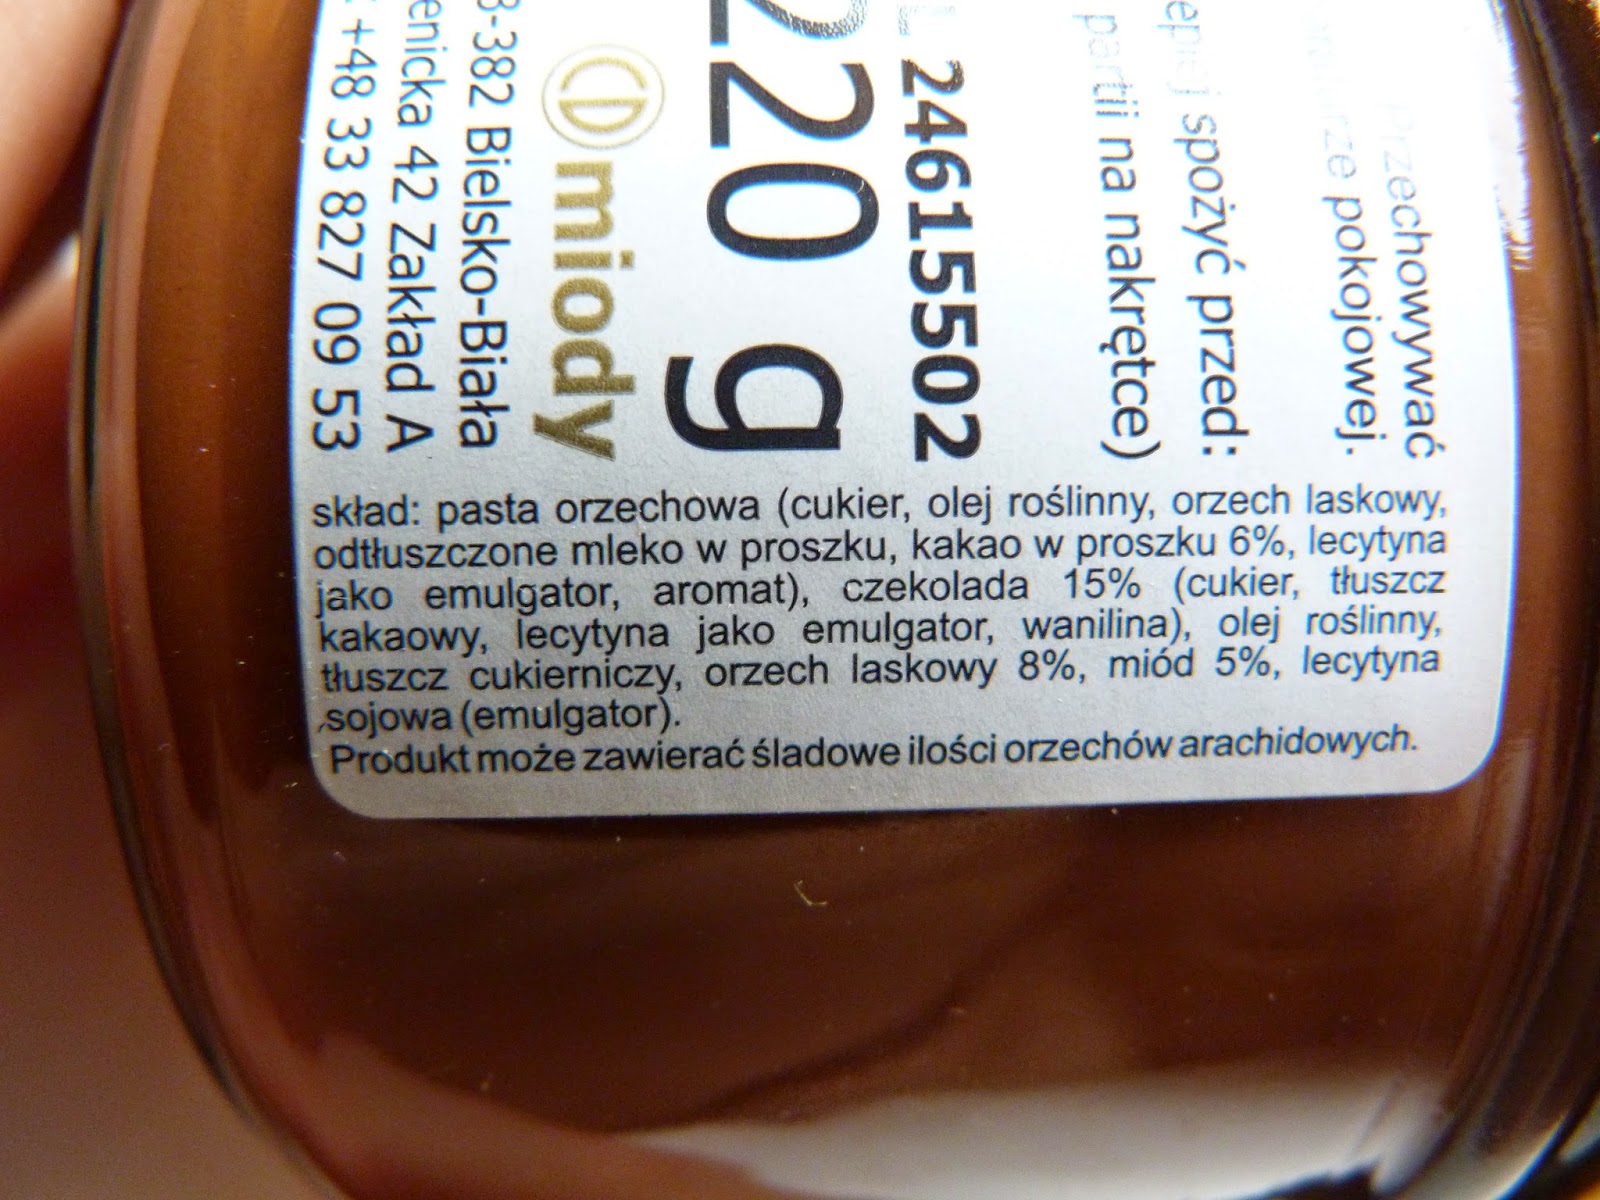 Przechowywać
pokojowej.
spożyć przed:
partii na nakrętce)
L 24615502
220 g
CD miody
43-382 Bielsko-Biała
42 Zakład A
+48 33 827 09 53
skład: pasta orzechowa (cukier, olej roślinny, orzech laskowy,
odtłuszczone mleko w proszku, kakao w proszku 6%, lecytyna
jako emulgator, aromat), czekolada 15% (cukier, tłuszcz
kakaowy, lecytyna jako emulgator, wanilina), olej roślinny,
tłuszcz cukierniczy, orzech laskowy 8%, miód 5%, lecytyna
sojowa (emulgator).
Produkt może zawierać śladowe ilości orzechów arachidowych.